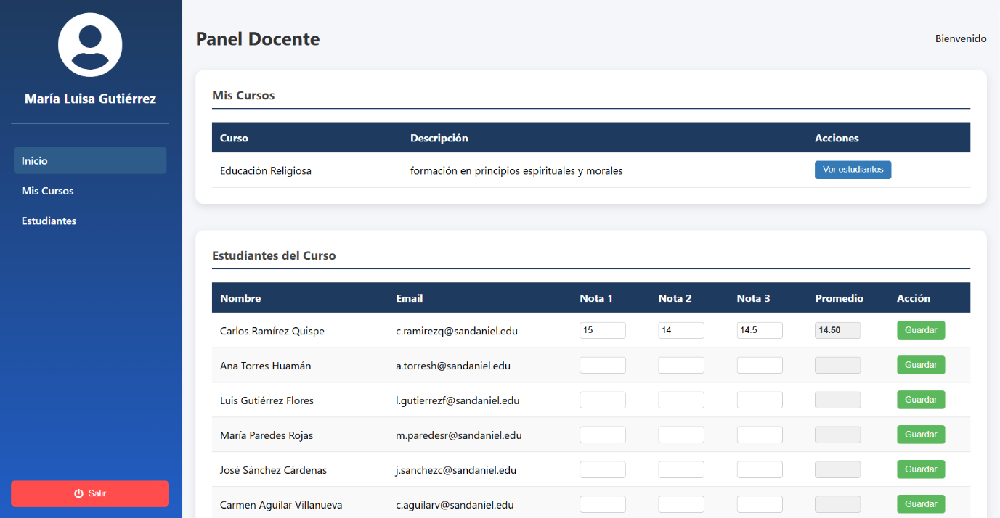 Panel Docente
Bienvenido
María Luisa Gutiérrez
Inicio
Mis Cursos
Estudiantes
Salir
Mis Cursos
Curso Descripción Acciones
Educación Religiosa formación en principios espirituales y morales Ver estudiantes
Estudiantes del Curso
Nombre Email Nota 1 Nota 2 Nota 3 Promedio Acción
Carlos Ramírez Quispe c.ramirezq@sandaniel.edu 15 14 14.5 14.50 Guardar
Ana Torres Huamán a.torresh@sandaniel.edu Guardar
Luis Gutiérrez Flores l.gutierrezf@sandaniel.edu Guardar
María Paredes Rojas m.paredesr@sandaniel.edu Guardar
José Sánchez Cárdenas j.sanchezc@sandaniel.edu Guardar
Carmen Aguilar Villanueva c.aguilarv@sandaniel.edu Guardar